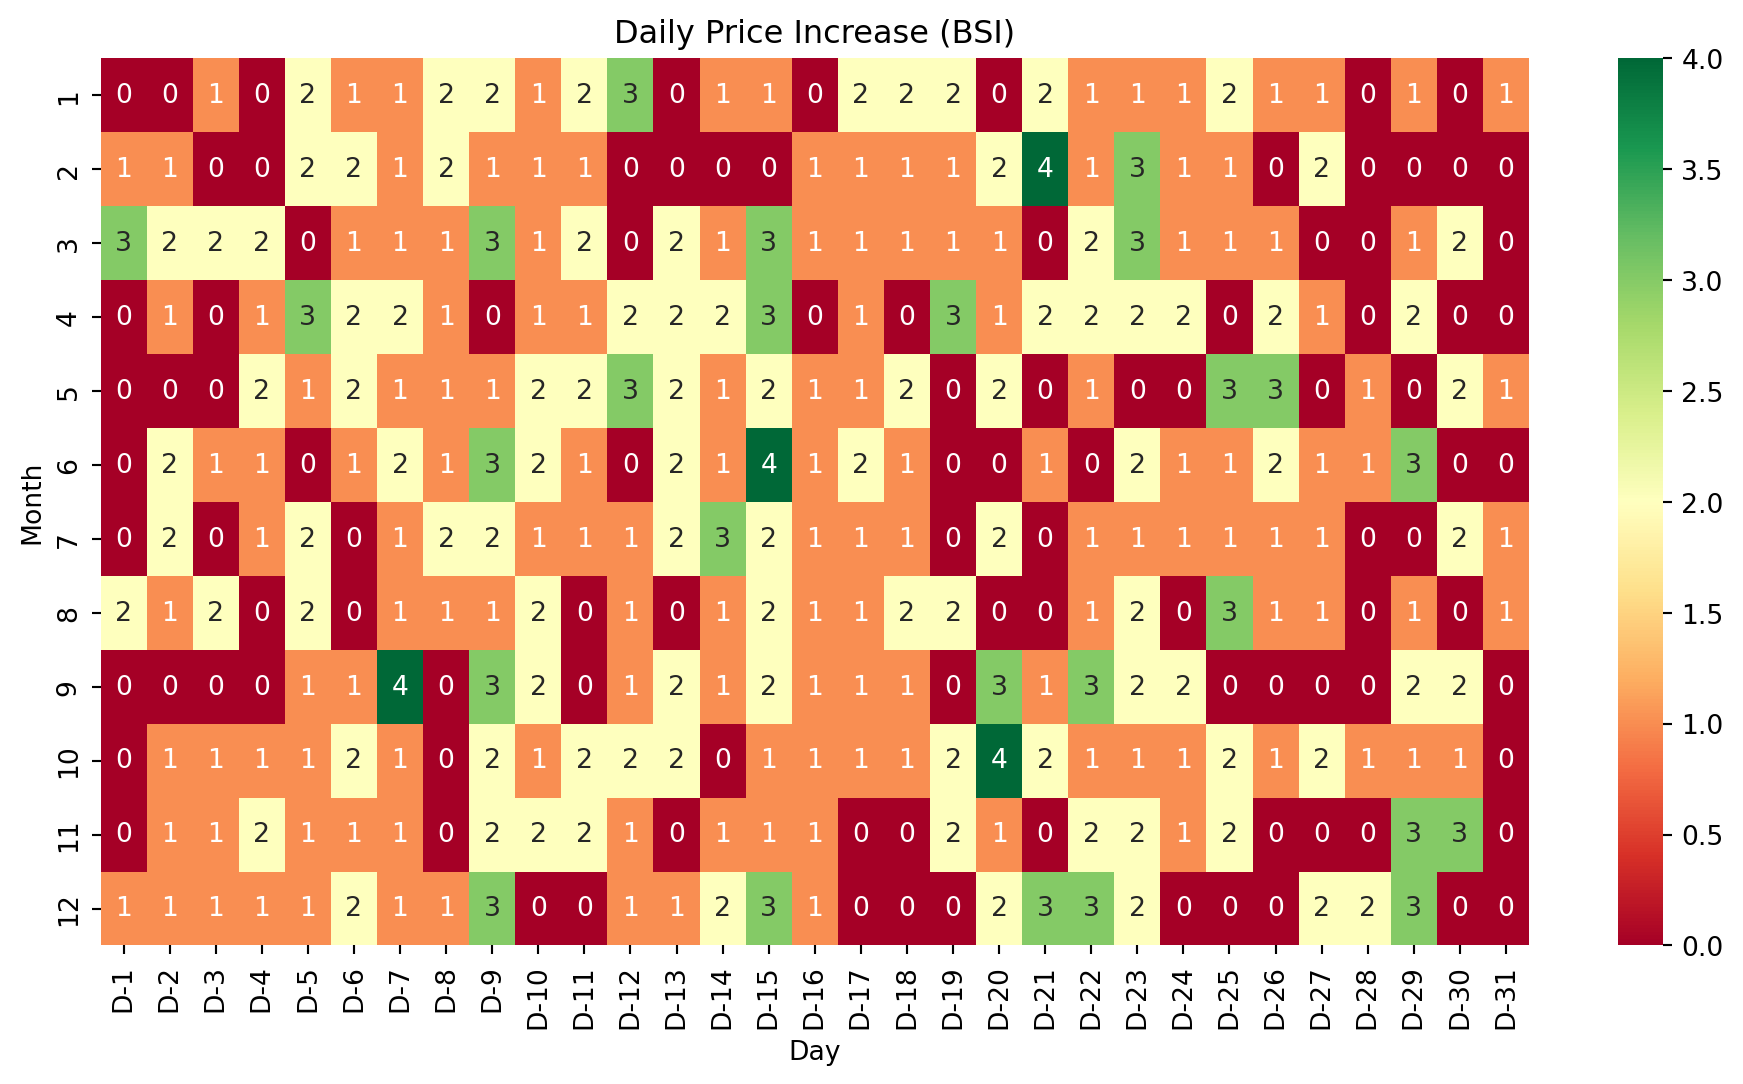 Daily Price Increase (BSI)
1 0 0 1 0 2 1 1 2 2 1 2 3 0 1 1 0 2 2 2 0 2 1 1 1 2 1 1 0 1 0 1
2 1 1 0 0 2 2 1 2 1 1 1 0 0 0 0 1 1 1 1 2 4 1 3 1 1 0 2 0 0 0 0
3 3 2 2 2 0 1 1 1 3 1 2 0 2 1 3 1 1 1 1 1 0 2 3 1 1 1 0 0 1 2 0
4 0 1 0 1 3 2 2 1 0 1 1 2 2 2 3 0 1 0 3 1 2 2 2 2 0 2 1 0 2 0 0
5 0 0 0 2 1 2 1 1 1 2 2 3 2 1 2 1 1 2 0 2 0 1 0 0 3 3 0 1 0 2 1
6 0 2 1 1 0 1 2 1 3 2 1 0 2 1 4 1 2 1 0 0 1 0 2 1 1 2 1 1 3 0 0
7 0 2 0 1 2 0 1 2 2 1 1 1 2 3 2 1 1 1 0 2 0 1 1 1 1 1 1 0 0 2 1
8 2 1 2 0 2 0 1 1 1 2 0 1 0 1 2 1 1 2 2 0 0 1 2 0 3 1 1 0 1 0 1
9 0 0 0 0 1 1 4 0 3 2 0 1 2 1 2 1 1 1 0 3 1 3 2 2 0 0 0 0 2 2 0
10 0 1 1 1 1 2 1 0 2 1 2 2 2 0 1 1 1 1 2 4 2 1 1 1 2 1 2 1 1 1 0
11 0 1 1 2 1 1 1 0 2 2 2 1 0 1 1 1 0 0 2 1 0 2 2 1 2 0 0 0 3 3 0
12 1 1 1 1 1 2 1 1 3 0 0 1 1 2 3 1 0 0 0 2 3 3 2 0 0 0 2 2 3 0 0
Month
D-1 D-2 D-3 D-4 D-5 D-6 D-7 D-8 D-9 D-10 D-11 D-12 D-13 D-14 D-15 D-16 D-17 D-18 D-19 D-20 D-21 D-22 D-23 D-24 D-25 D-26 D-27 D-28 D-29 D-30 D-31
Day
4.0
3.5
3.0
2.5
2.0
1.5
1.0
0.5
0.0